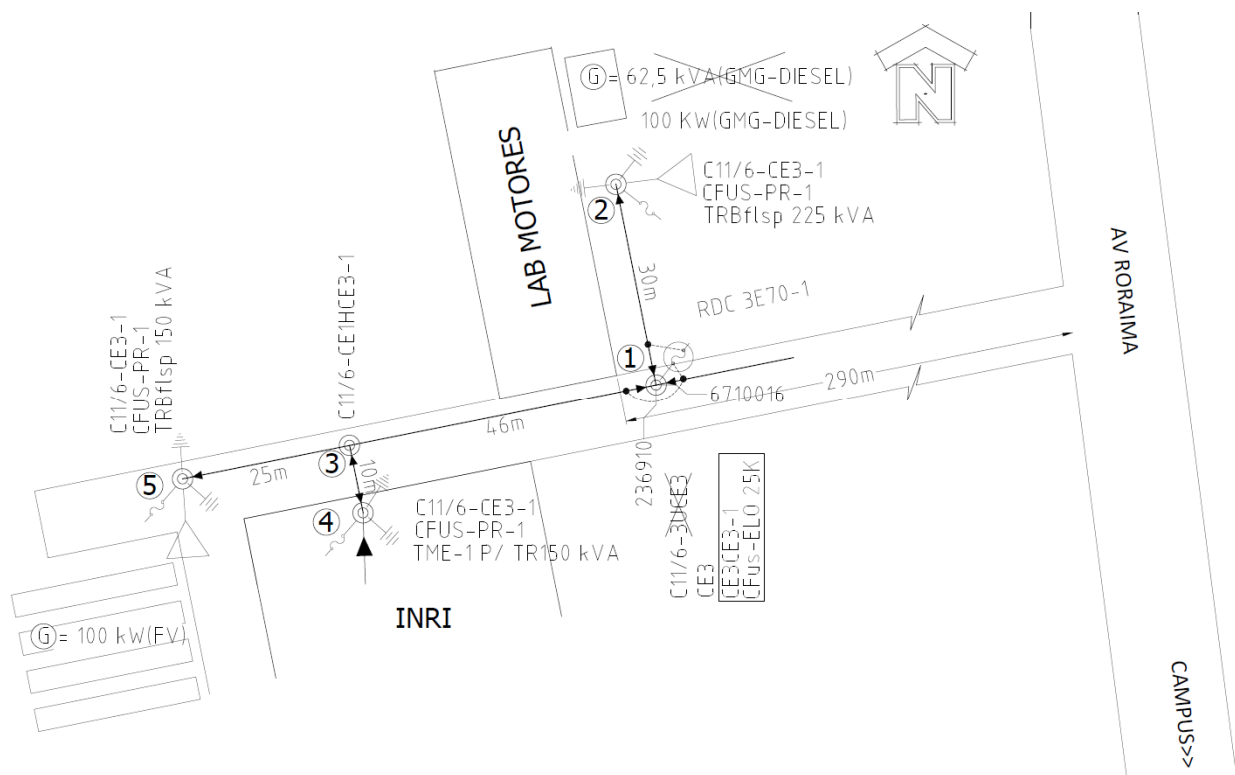 G = 62,5 kVA(GMG-DIESEL)
100 KW(GMG-DIESEL)
N
LAB MOTORES
C11/6-CE3-1
CFUS-PR-1
TRBflsp 225 kVA
2
30m
RDC 3E70-1
AV RORAIMA
C11/6-CE3-1
CFUS-PR-1
TRBflsp 150 kVA
C11/6-CE1HCE3-1
1
6710016
290m
46m
3
25m
10m
5
4
C11/6-CE3-1
CFUS-PR-1
TME-1 P/ TR150 kVA
236910
C11/6-3UCE3
CE3
CE3CE3-1
CFus-ELO 25K
INRI
G = 100 kW(FV)
CAMPUS>>